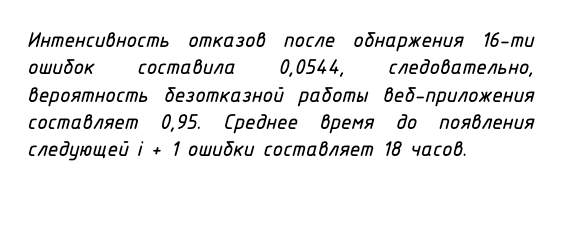 Интенсивность отказов после обнаржения 16-ти
ошибок составила 0,0544, следовательно,
вероятность безотказной работы веб-приложения
составляет 0,95. Среднее время до появления
следующей i + 1 ошибки составляет 18 часов.